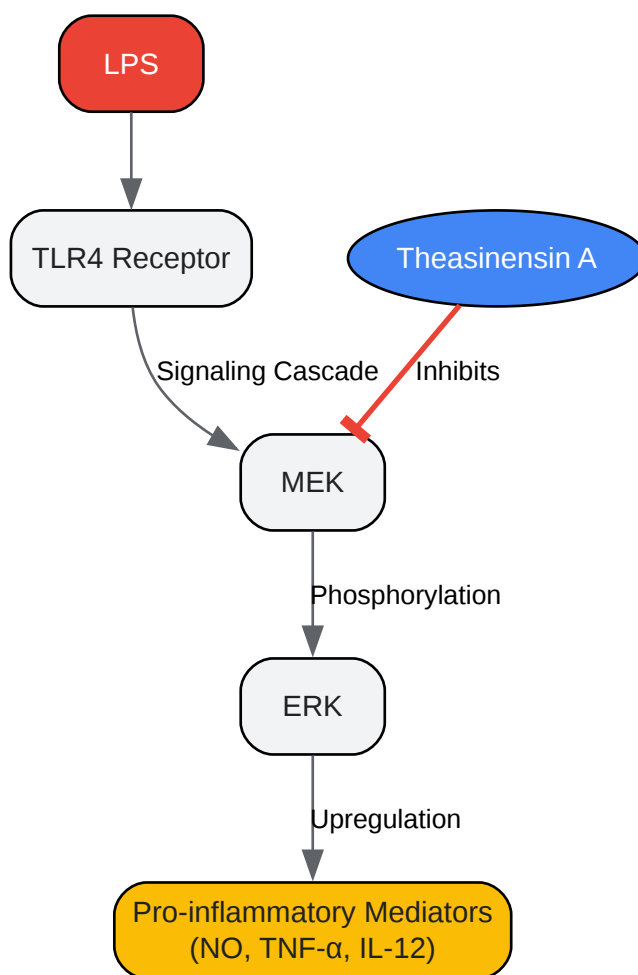 LPS
TLR4 Receptor
Theasinensin A
Signaling Cascade
Inhibits
MEK
Phosphorylation
ERK
Upregulation
Pro-inflammatory Mediators
(NO, TNF-α, IL-12)